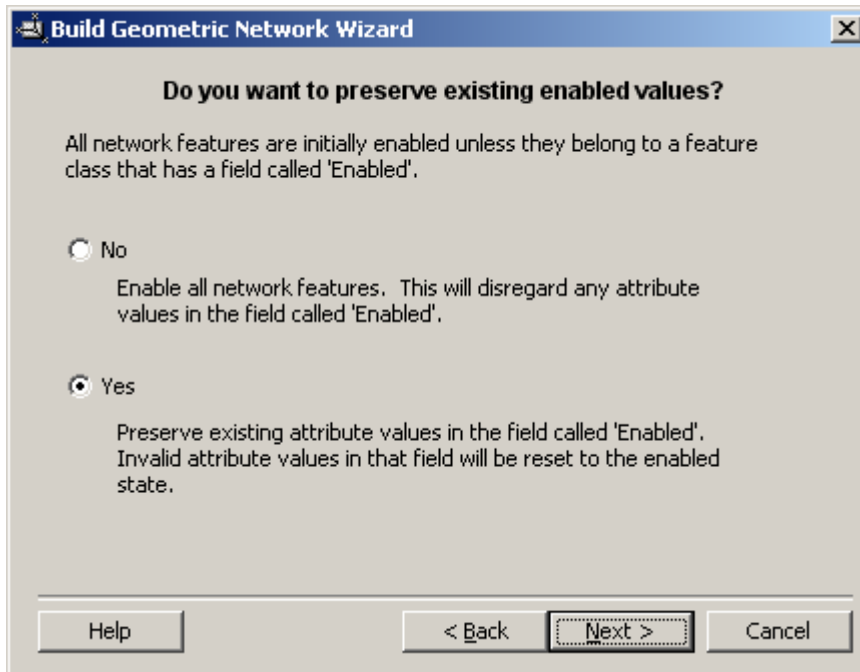 Build Geometric Network Wizard
Do you want to preserve existing enabled values?
All network features are initially enabled unless they belong to a feature
class that has a field called 'Enabled'.
No
Enable all network features.  This will disregard any attribute
values in the field called 'Enabled'.
Yes
Preserve existing attribute values in the field called 'Enabled'.
Invalid attribute values in that field will be reset to the enabled
state.
Help
< Back
Next >
Cancel